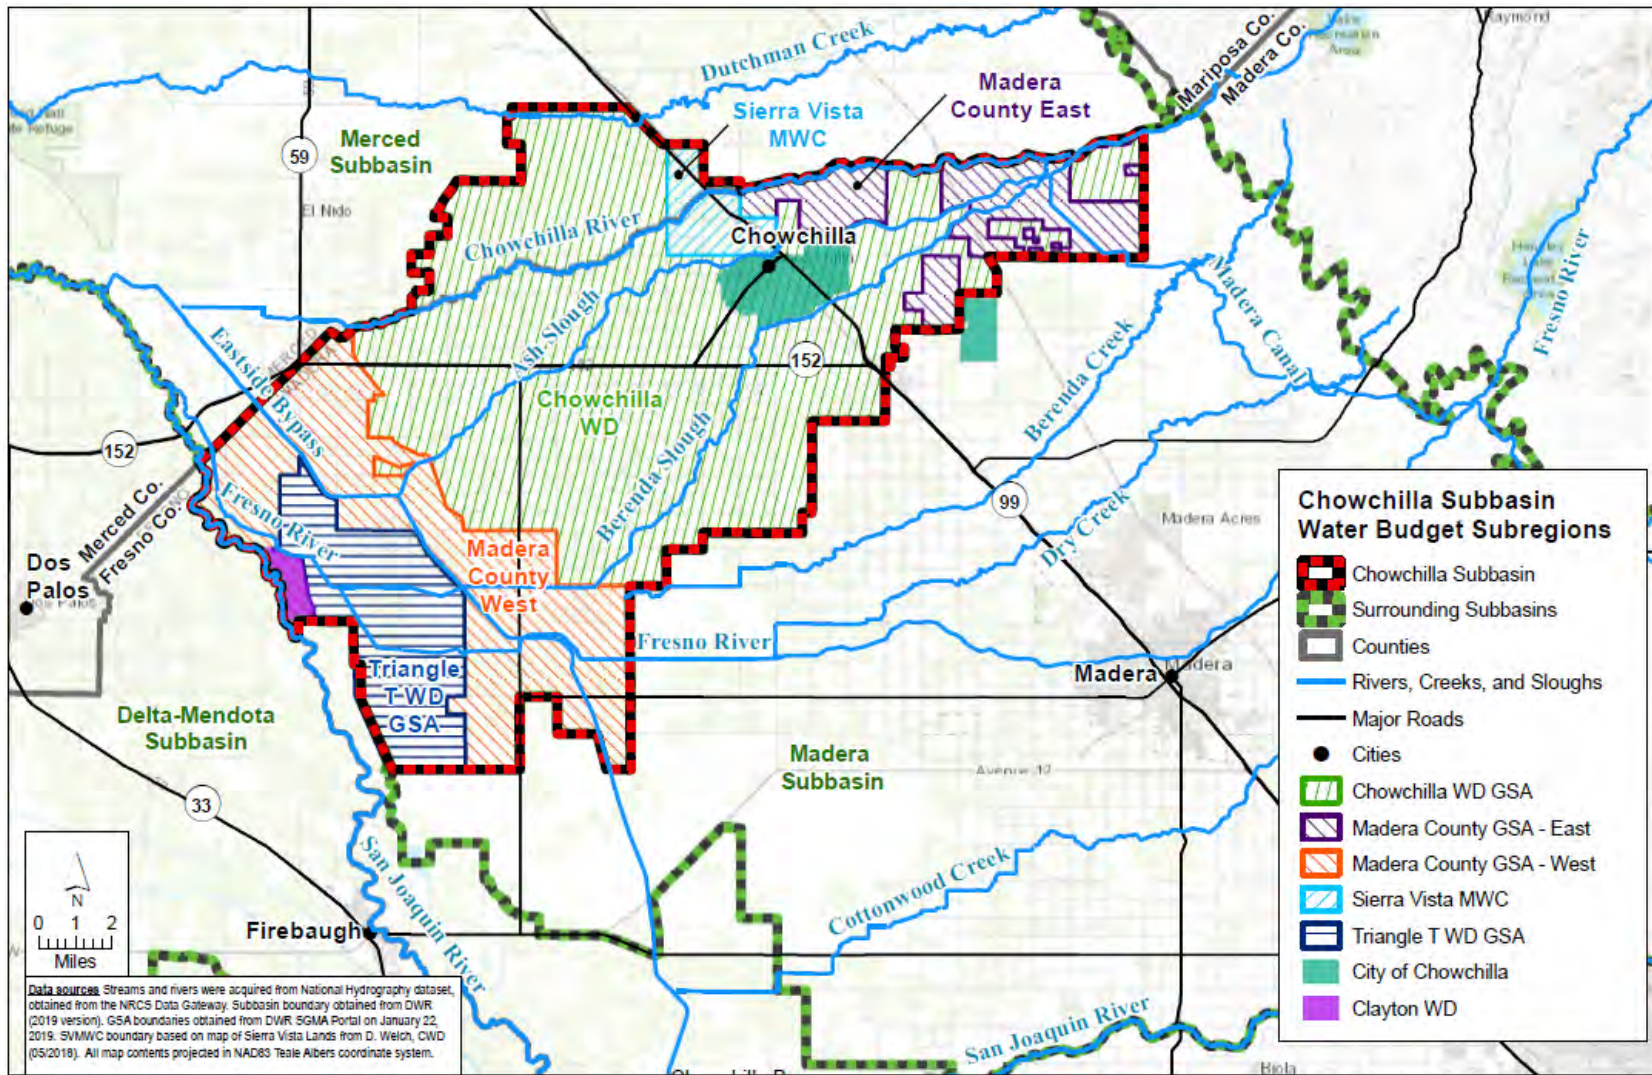 Mariposa Co.
Madera Co.
Raymond
Dutchman Creek
Sierra Vista
MWC
Madera
County East
Merced
Subbasin
59
El Nido
Chowchilla River
Chowchilla
Eastside Bypass
Ash Slough
152
Berenda Creek
Madera Canal
Fresno River
Chowchilla
WD
Berenda Slough
152
Merced Co.
Fresno Co.
Fresno River
99
Dry Creek
Madera Acres
Dos
Palos
Madera
County
West
Fresno River
Madera
Madera
Triangle
T WD
GSA
Delta-Mendota
Subbasin
Madera
Subbasin
Avenue 12
33
San Joaquin River
Cottonwood Creek
Firebaugh
San Joaquin River
Biola
N
0 1 2
Miles
Data sources Streams and rivers were acquired from National Hydrography dataset,
obtained from the NRCS Data Gateway. Subbasin boundary obtained from DWR
(2019 version). GSA boundaries obtained from DWR SGMA Portal on January 22,
2019. SVMWC boundary based on map of Sierra Vista Lands from D. Welch, CWD
(05/2018). All map contents projected in NAD83 Teale Albers coordinate system.
Chowchilla Subbasin
Water Budget Subregions
Chowchilla Subbasin
Surrounding Subbasins
Counties
Rivers, Creeks, and Sloughs
Major Roads
Cities
Chowchilla WD GSA
Madera County GSA - East
Madera County GSA - West
Sierra Vista MWC
Triangle T WD GSA
City of Chowchilla
Clayton WD